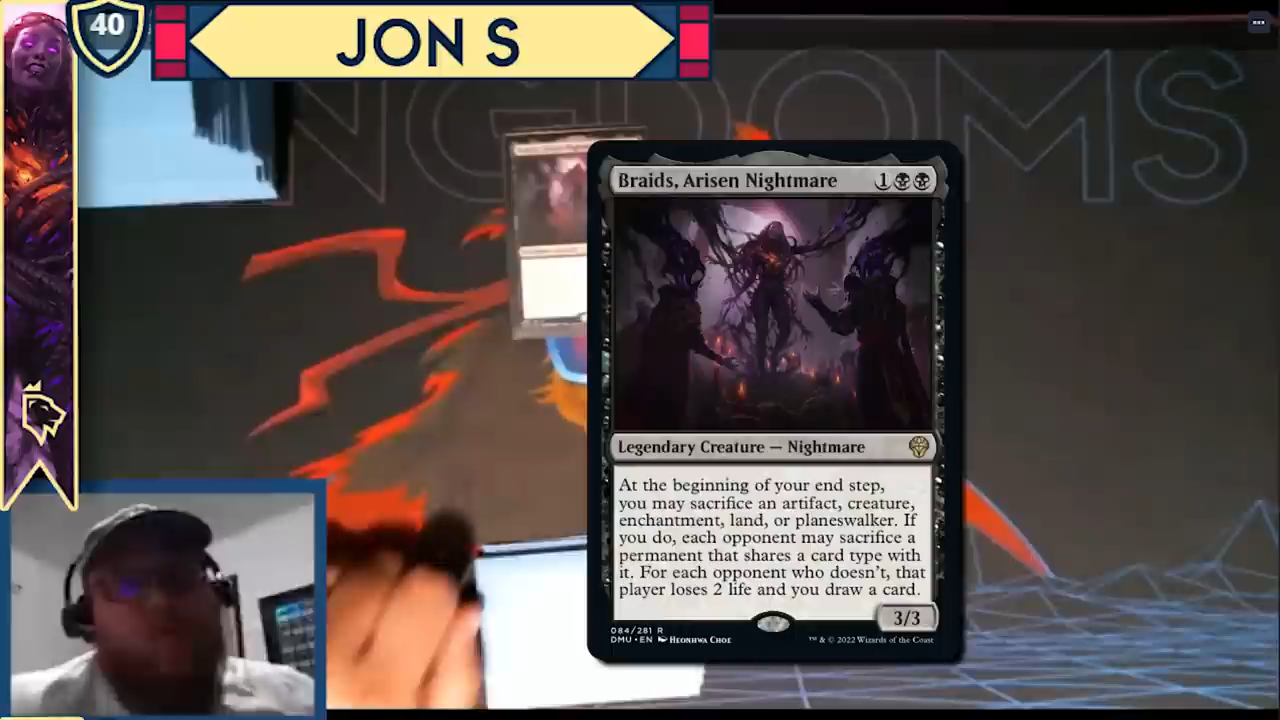 40
JON S
NGDOMS
Braids, Arisen Nightmare 1
Legendary Creature — Nightmare
At the beginning of your end step,
you may sacrifice an artifact, creature,
enchantment, land, or planeswalker. If
you do, each opponent may sacrifice a
permanent that shares a card type with
it. For each opponent who doesn't, that
player loses 2 life and you draw a card.
3/3
084/281 R
DMU • EN HEONHWA CHOE
™ & © 2022 Wizards of the Coast